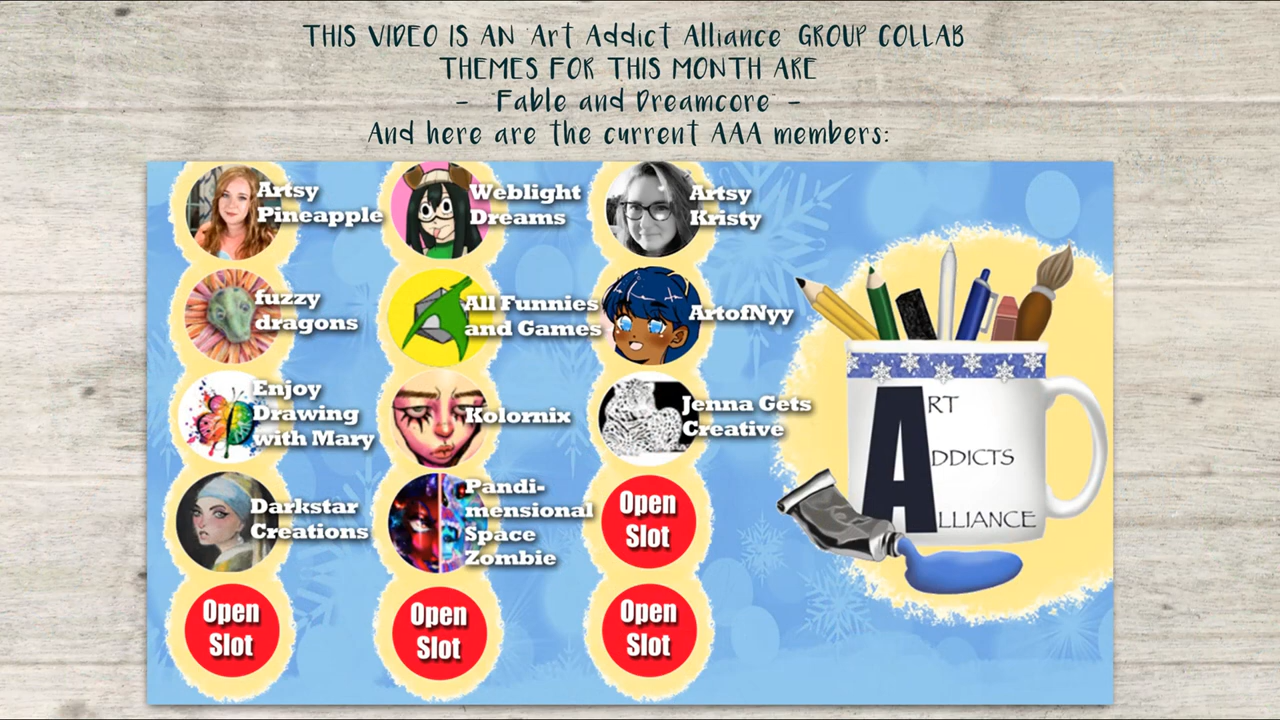 THIS VIDEO IS AN 'Art Addict Alliance' GROUP COLLAB
THEMES FOR THIS MONTH ARE
- "Fable and Dreamcore" -
And here are the current AAA members:
Artsy
Pineapple
Weblight
Dreams
Artsy
Kristy
fuzzy
dragons
All Funnies
and Games
ArtofNyy
Enjoy
Drawing
with Mary
Kolornix
Jenna Gets
Creative
Darkstar
Creations
Pandi-
mensional
Space
Zombie
Open
Slot
Open
Slot
Open
Slot
Open
Slot
ART
ADDICTS
ALLIANCE